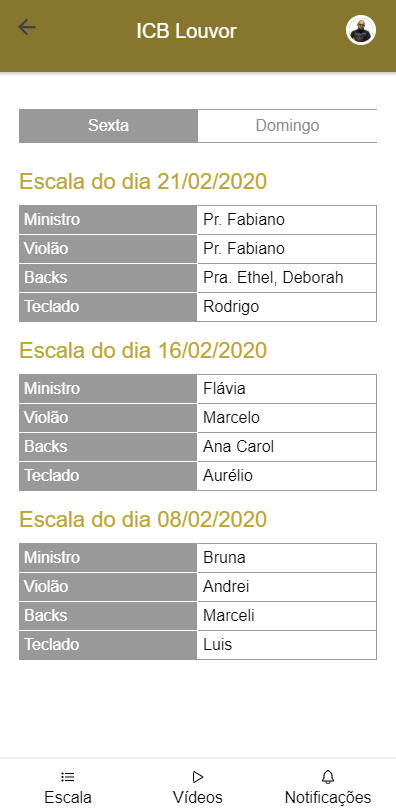 ICB Louvor
Sexta Domingo
Escala do dia 21/02/2020
Ministro Pr. Fabiano
Violão Pr. Fabiano
Backs Pra. Ethel, Deborah
Teclado Rodrigo
Escala do dia 16/02/2020
Ministro Flávia
Violão Marcelo
Backs Ana Carol
Teclado Aurélio
Escala do dia 08/02/2020
Ministro Bruna
Violão Andrei
Backs Marceli
Teclado Luis
Escala Vídeos Notificações